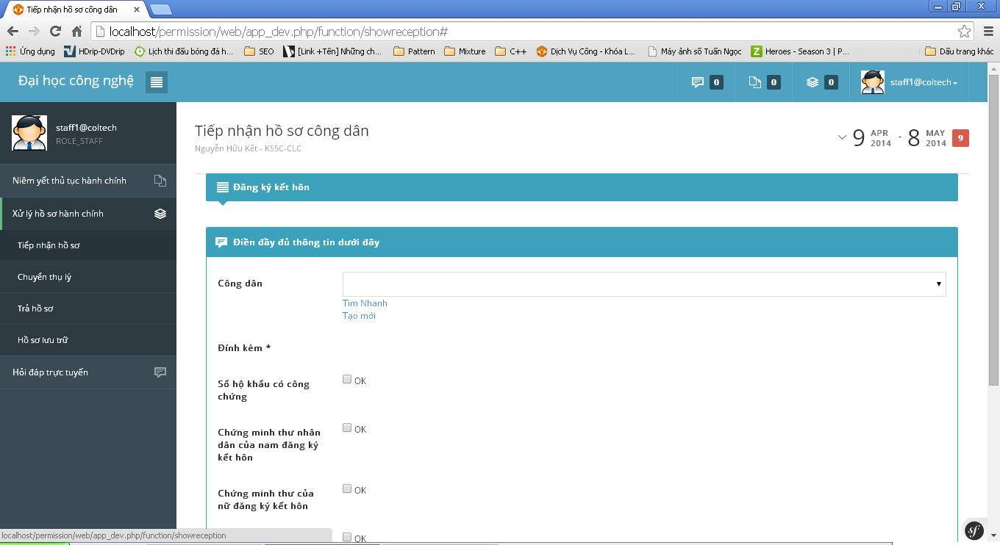 Tiếp nhận hồ sơ công dân
localhost/permission/web/app_dev.php/function/showreception#
Ứng dụng
HDrip-DVDrip
Lịch thi đấu bóng đá h...
SEO
[Link +Tên] Những ch...
Pattern
Mixture
C++
Dịch Vụ Công - Khóa L...
Máy ảnh số Tuấn Ngọc
Heroes - Season 3 | P...
Dấu trang khác
Đại học công nghệ
0
0
0
staff1@coltech
staff1@coltech
ROLE_STAFF
Niêm yết thủ tục hành chính
Xử lý hồ sơ hành chính
Tiếp nhận hồ sơ
Chuyển thụ lý
Trả hồ sơ
Hồ sơ lưu trữ
Hỏi đáp trực tuyến
Tiếp nhận hồ sơ công dân
Nguyễn Hữu Kết - K55C-CLC
9 APR 2014 - 8 MAY 2014 9
Đăng ký kết hôn
Điền đầy đủ thông tin dưới đây
Công dân
Tìm Nhanh
Tạo mới
Đính kèm *
Sổ hộ khẩu có công
chứng
OK
Chứng minh thư nhân
dân của nam đăng ký
kết hôn
OK
Chứng minh thư của
nữ đăng ký kết hôn
OK
OK
localhost/permission/web/app_dev.php/function/showreception
sf